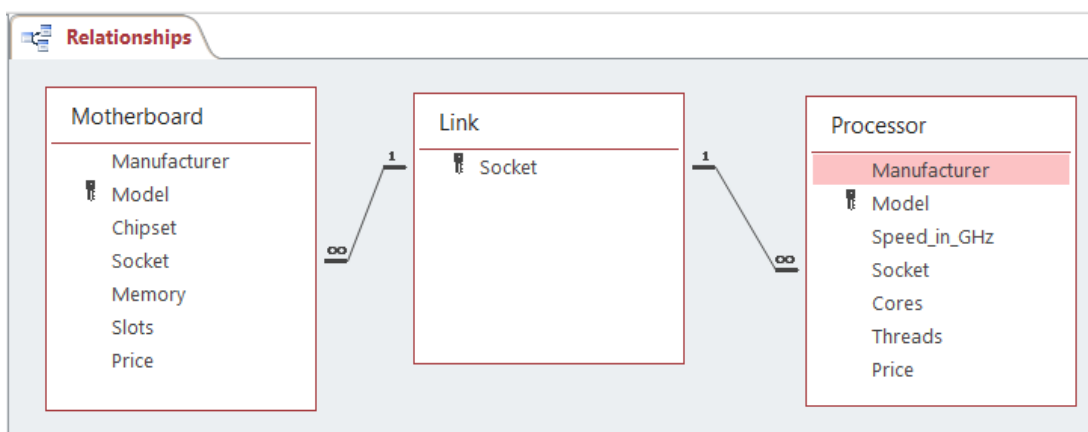 Relationships
Motherboard
Manufacturer
Model
Chipset
Socket
Memory
Slots
Price
1
∞
Link
Socket
1
∞
Processor
Manufacturer
Model
Speed_in_GHz
Socket
Cores
Threads
Price